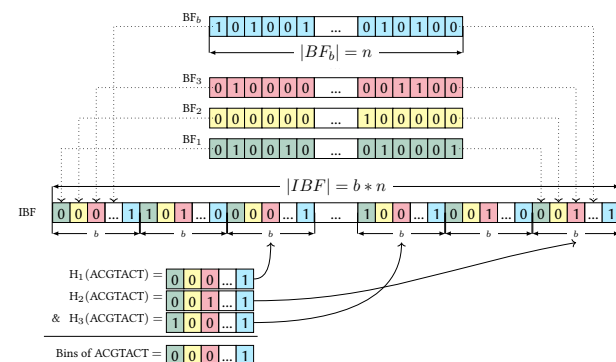 BF_b 1 0 1 0 0 1 ... 0 1 0 1 0 0
|BF_b| = n
BF_3 0 1 0 0 0 0 ... 0 0 1 1 0 0
BF_2 0 0 0 0 0 0 ... 1 0 0 0 0 0
BF_1 0 1 0 0 1 0 ... 0 1 0 0 0 1
|IBF| = b * n
IBF 0 0 0 ... 1 1 0 1 ... 0 0 0 0 ... 1 ... 1 0 0 ... 1 0 0 1 ... 0 0 0 1 ... 1
b b b b b b
H_1(ACGTACT) = 0 0 0 ... 1
H_2(ACGTACT) = 0 0 1 ... 1
& H_3(ACGTACT) = 1 0 0 ... 1
Bins of ACGTACT = 0 0 0 ... 1